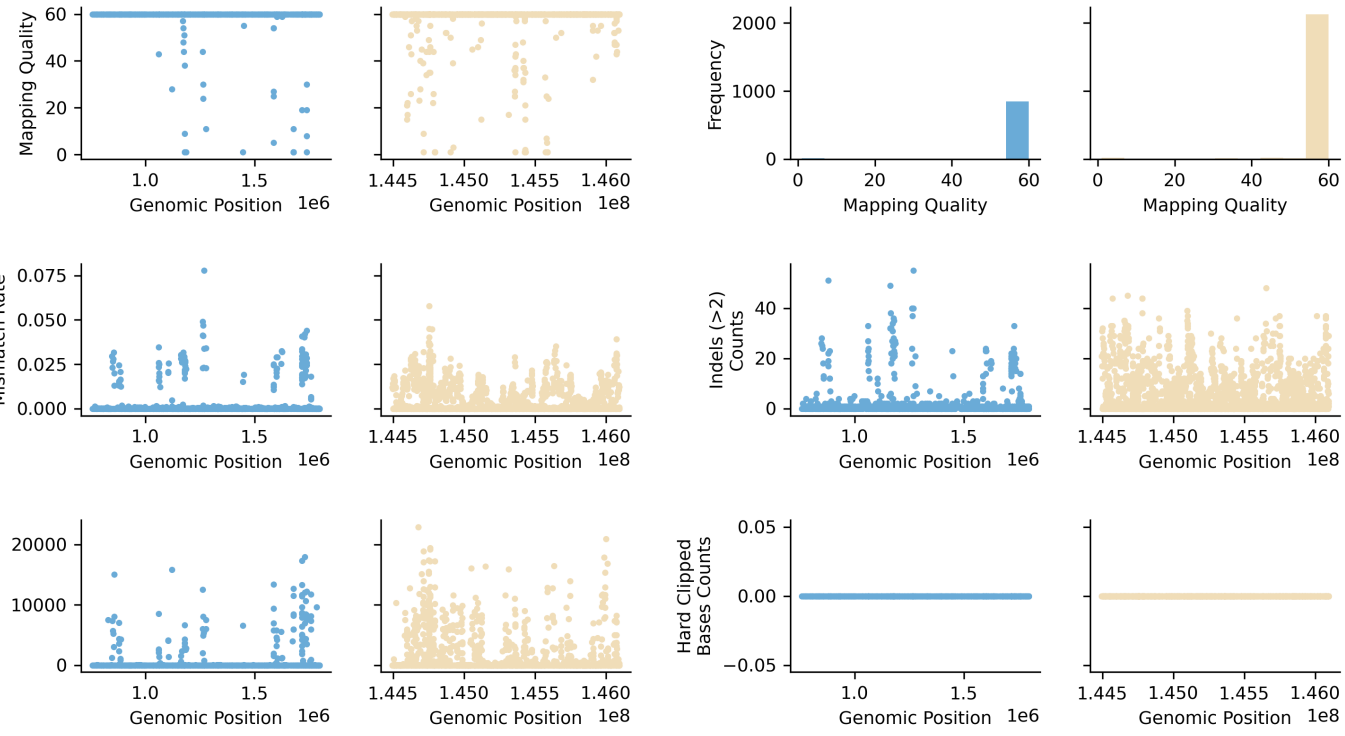 Mapping Quality
60
40
20
0
1.0 1.5
1e6
Genomic Position
1.445 1.450 1.455 1.460
1e8
Genomic Position
Frequency
2000
1000
0
0 20 40 60
Mapping Quality
0 20 40 60
Mapping Quality
0.075
0.050
0.025
0.000
1.0 1.5
1e6
Genomic Position
1.445 1.450 1.455 1.460
1e8
Genomic Position
Indels (>2)
Counts
40
20
0
1.0 1.5
1e6
Genomic Position
1.445 1.450 1.455 1.460
1e8
Genomic Position
20000
10000
0
1.0 1.5
1e6
Genomic Position
1.445 1.450 1.455 1.460
1e8
Genomic Position
Hard Clipped
Bases Counts
0.05
0.00
−0.05
1.0 1.5
1e6
Genomic Position
1.445 1.450 1.455 1.460
1e8
Genomic Position